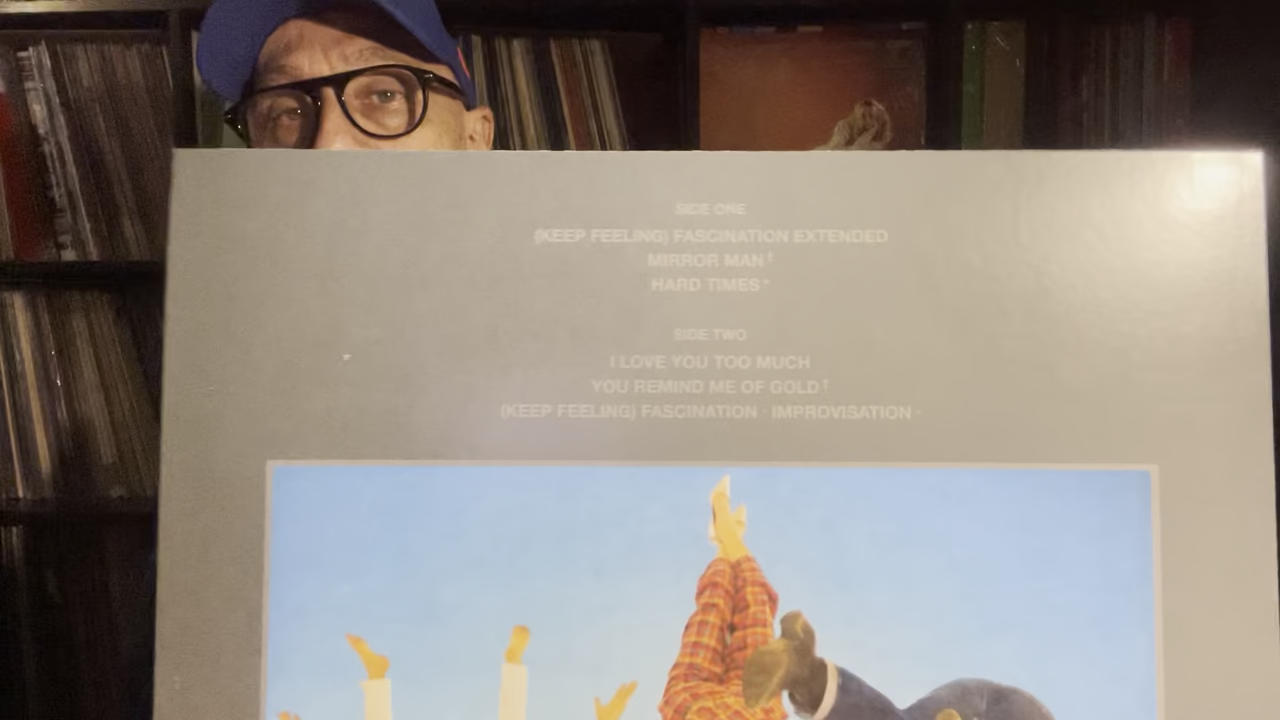 SIDE ONE
(KEEP FEELING) FASCINATION EXTENDED
MIRROR MAN†
HARD TIMES*
SIDE TWO
I LOVE YOU TOO MUCH
YOU REMIND ME OF GOLD†
(KEEP FEELING) FASCINATION · IMPROVISATION ·